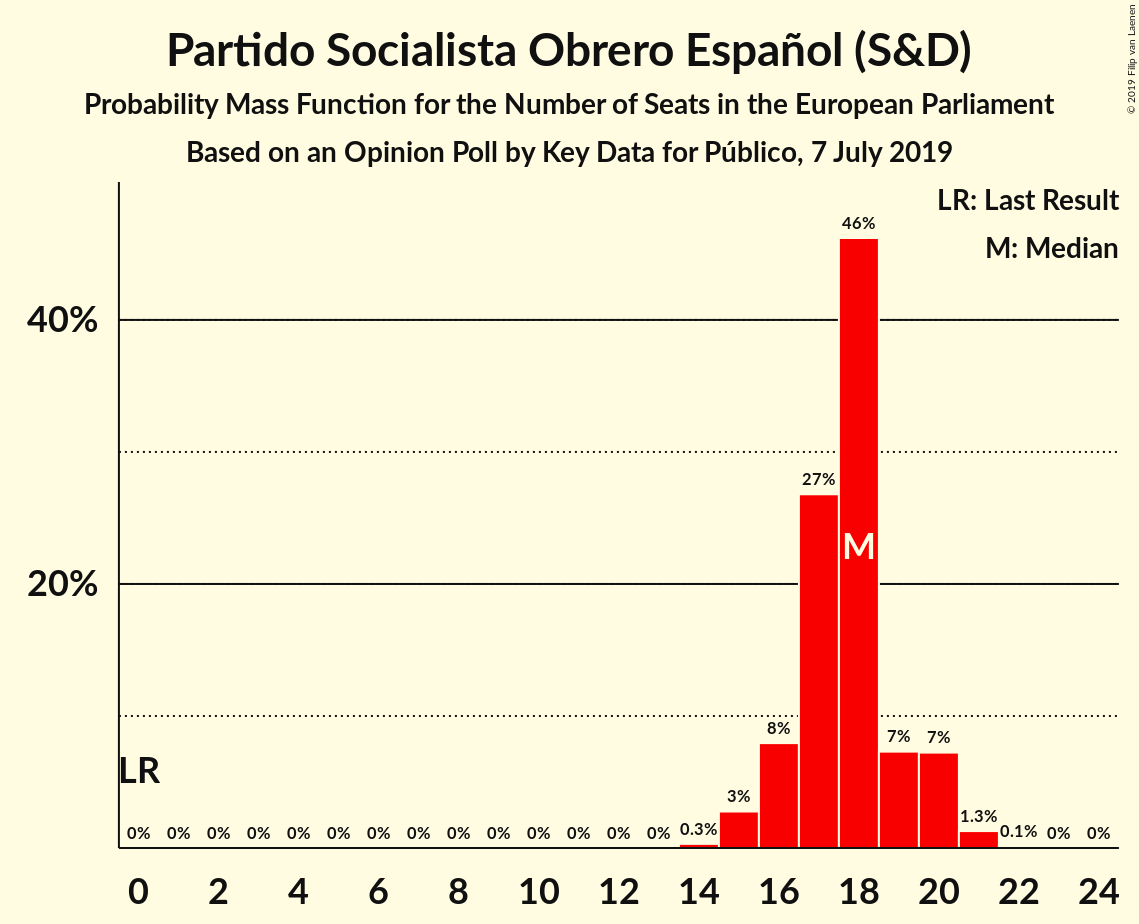 Partido Socialista Obrero Español (S&D)
Probability Mass Function for the Number of Seats in the European Parliament
Based on an Opinion Poll by Key Data for Público, 7 July 2019
© 2019 Filip van Laenen
LR: Last Result
M: Median
46%
40%
27%
M
20%
8% 7% 7%
LR
3%
0% 0% 0% 0% 0% 0% 0% 0% 0% 0% 0% 0% 0% 0% 0.3% 1.3% 0.1% 0% 0%
0 2 4 6 8 10 12 14 16 18 20 22 24